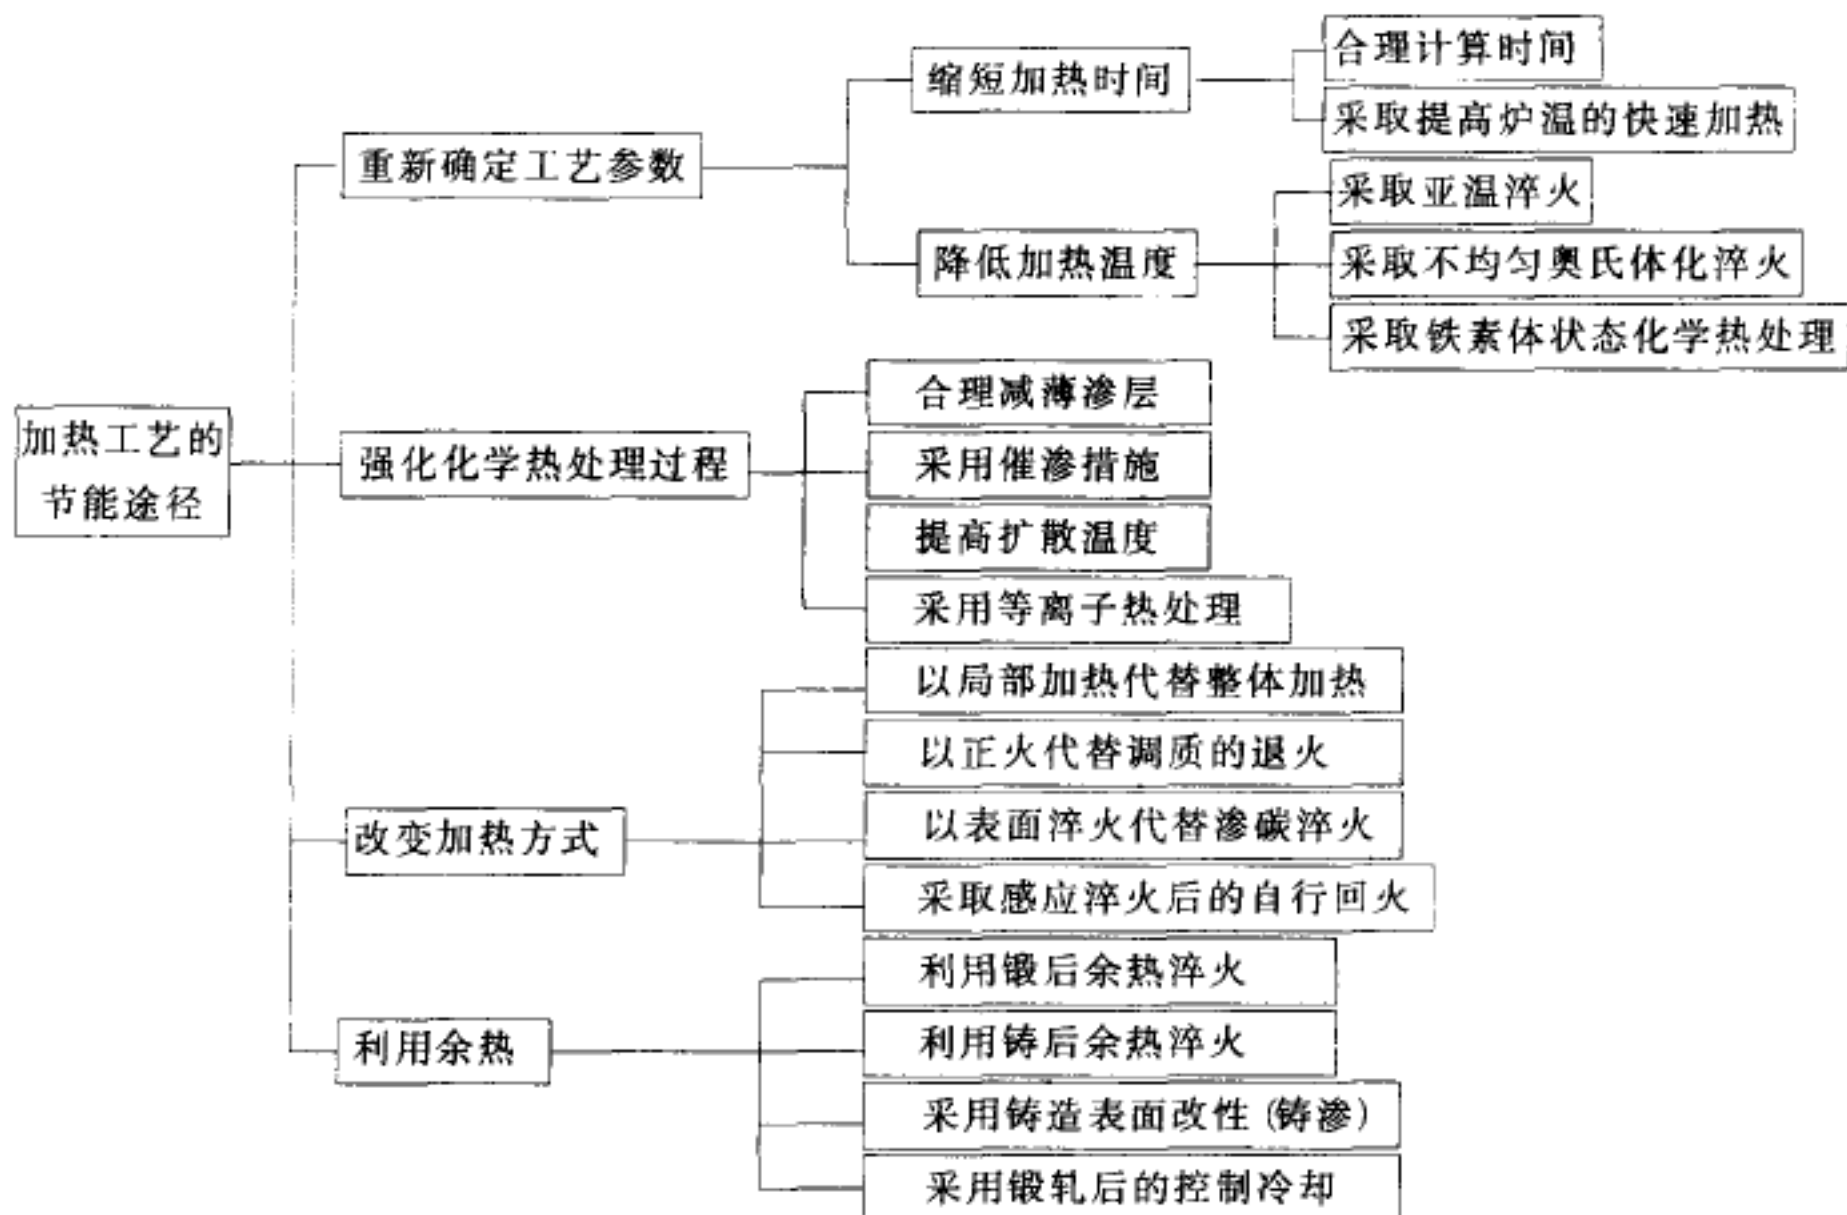 加热工艺的
节能途径
重新确定工艺参数
缩短加热时间
合理计算时间
采取提高炉温的快速加热
降低加热温度
采取亚温淬火
采取不均匀奥氏体化淬火
采取铁素体状态化学热处理
强化化学热处理过程
合理减薄渗层
采用催渗措施
提高扩散温度
采用等离子热处理
改变加热方式
以局部加热代替整体加热
以正火代替调质的退火
以表面淬火代替渗碳淬火
采取感应淬火后的自行回火
利用余热
利用锻后余热淬火
利用铸后余热淬火
采用铸造表面改性(铸渗)
采用锻轧后的控制冷却